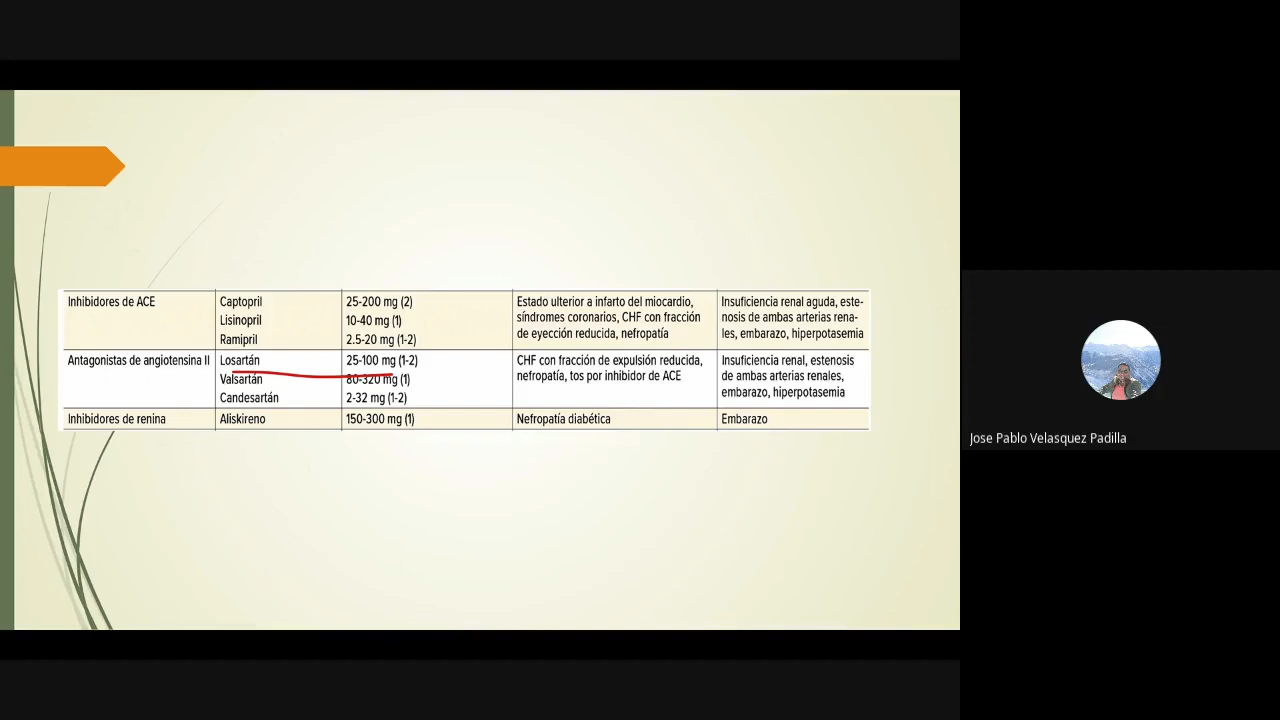 Inhibidores de ACE Captopril 25-200 mg (2) Estado ulterior a infarto del miocardio, Insuficiencia renal aguda, este-
Lisinopril 10-40 mg (1) síndromes coronarios, CHF con fracción nosis de ambas arterias rena-
Ramipril 2.5-20 mg (1-2) de eyección reducida, nefropatía les, embarazo, hiperpotasemia
Antagonistas de angiotensina II Losartán 25-100 mg (1-2) CHF con fracción de expulsión reducida, Insuficiencia renal, estenosis
Valsartán 80-320 mg (1) nefropatía, tos por inhibidor de ACE de ambas arterias renales,
Candesartán 2-32 mg (1-2) embarazo, hiperpotasemia
Inhibidores de renina Aliskireno 150-300 mg (1) Nefropatía diabética Embarazo
Jose Pablo Velasquez Padilla